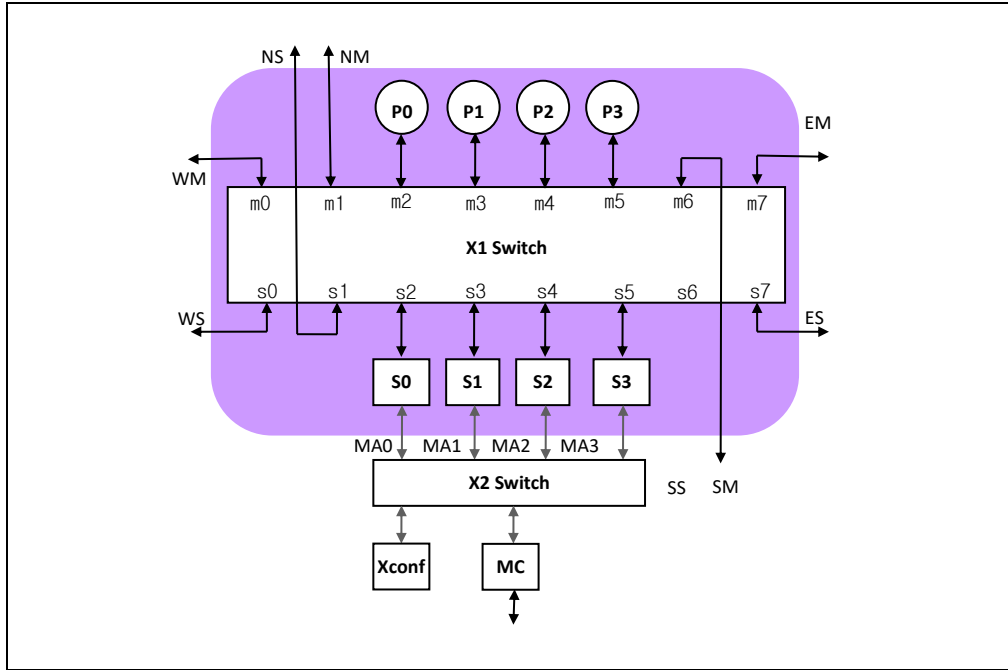 NS NM
P0 P1 P2 P3
EM
WM
m0 m1 m2 m3 m4 m5 m6 m7
X1 Switch
s0 s1 s2 s3 s4 s5 s6 s7
WS ES
S0 S1 S2 S3
MA0 MA1 MA2 MA3
X2 Switch
SS SM
Xconf MC